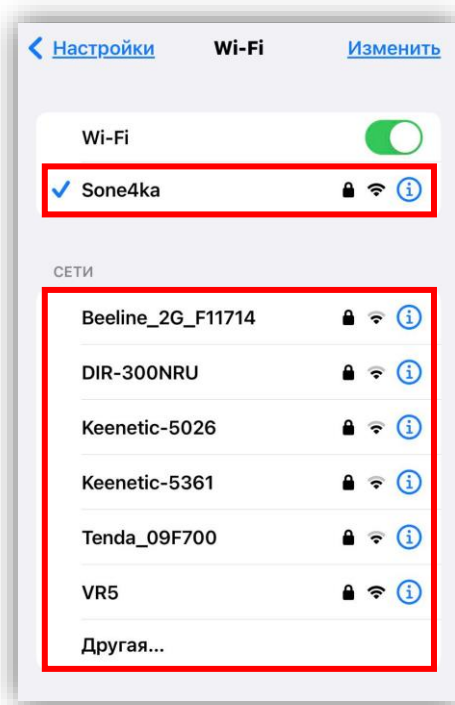 Настройки Wi-Fi Изменить
Wi-Fi
Sone4ka
СЕТИ
Beeline_2G_F11714
DIR-300NRU
Keenetic-5026
Keenetic-5361
Tenda_09F700
VR5
Другая...